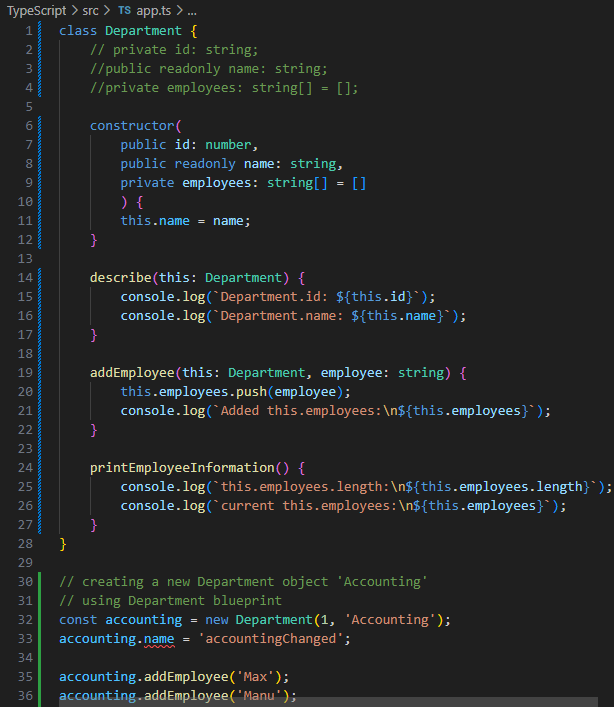 TypeScript > src > TS app.ts > ...
1 class Department {
2 // private id: string;
3 //public readonly name: string;
4 //private employees: string[] = [];
5
6 constructor(
7 public id: number,
8 public readonly name: string,
9 private employees: string[] = []
10 ) {
11 this.name = name;
12 }
13
14 describe(this: Department) {
15 console.log(`Department.id: ${this.id}`);
16 console.log(`Department.name: ${this.name}`);
17 }
18
19 addEmployee(this: Department, employee: string) {
20 this.employees.push(employee);
21 console.log(`Added this.employees:\n${this.employees}`);
22 }
23
24 printEmployeeInformation() {
25 console.log(`this.employees.length:\n${this.employees.length}`);
26 console.log(`current this.employees:\n${this.employees}`);
27 }
28 }
29
30 // creating a new Department object 'Accounting'
31 // using Department blueprint
32 const accounting = new Department(1, 'Accounting');
33 accounting.name = 'accountingChanged';
34
35 accounting.addEmployee('Max');
36 accounting.addEmployee('Manu');